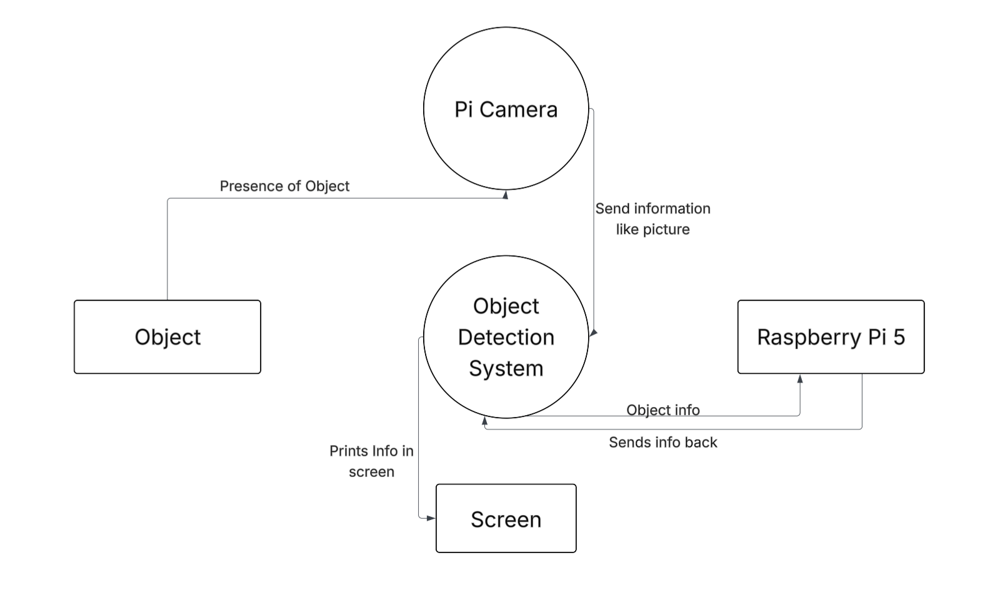 Pi Camera
Presence of Object
Send information
like picture
Object
Object
Detection
System
Raspberry Pi 5
Object info
Sends info back
Prints Info in
screen
Screen